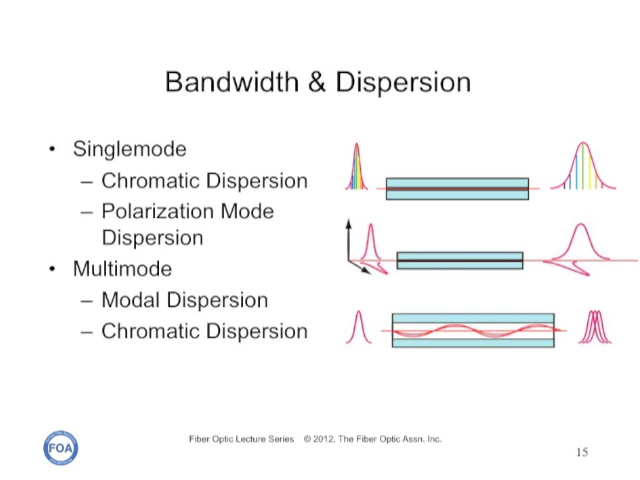 Bandwidth & Dispersion
• Singlemode
– Chromatic Dispersion
– Polarization Mode
Dispersion
• Multimode
– Modal Dispersion
– Chromatic Dispersion
FOA
Fiber Optic Lecture Series © 2012, The Fiber Optic Assn. Inc.
15